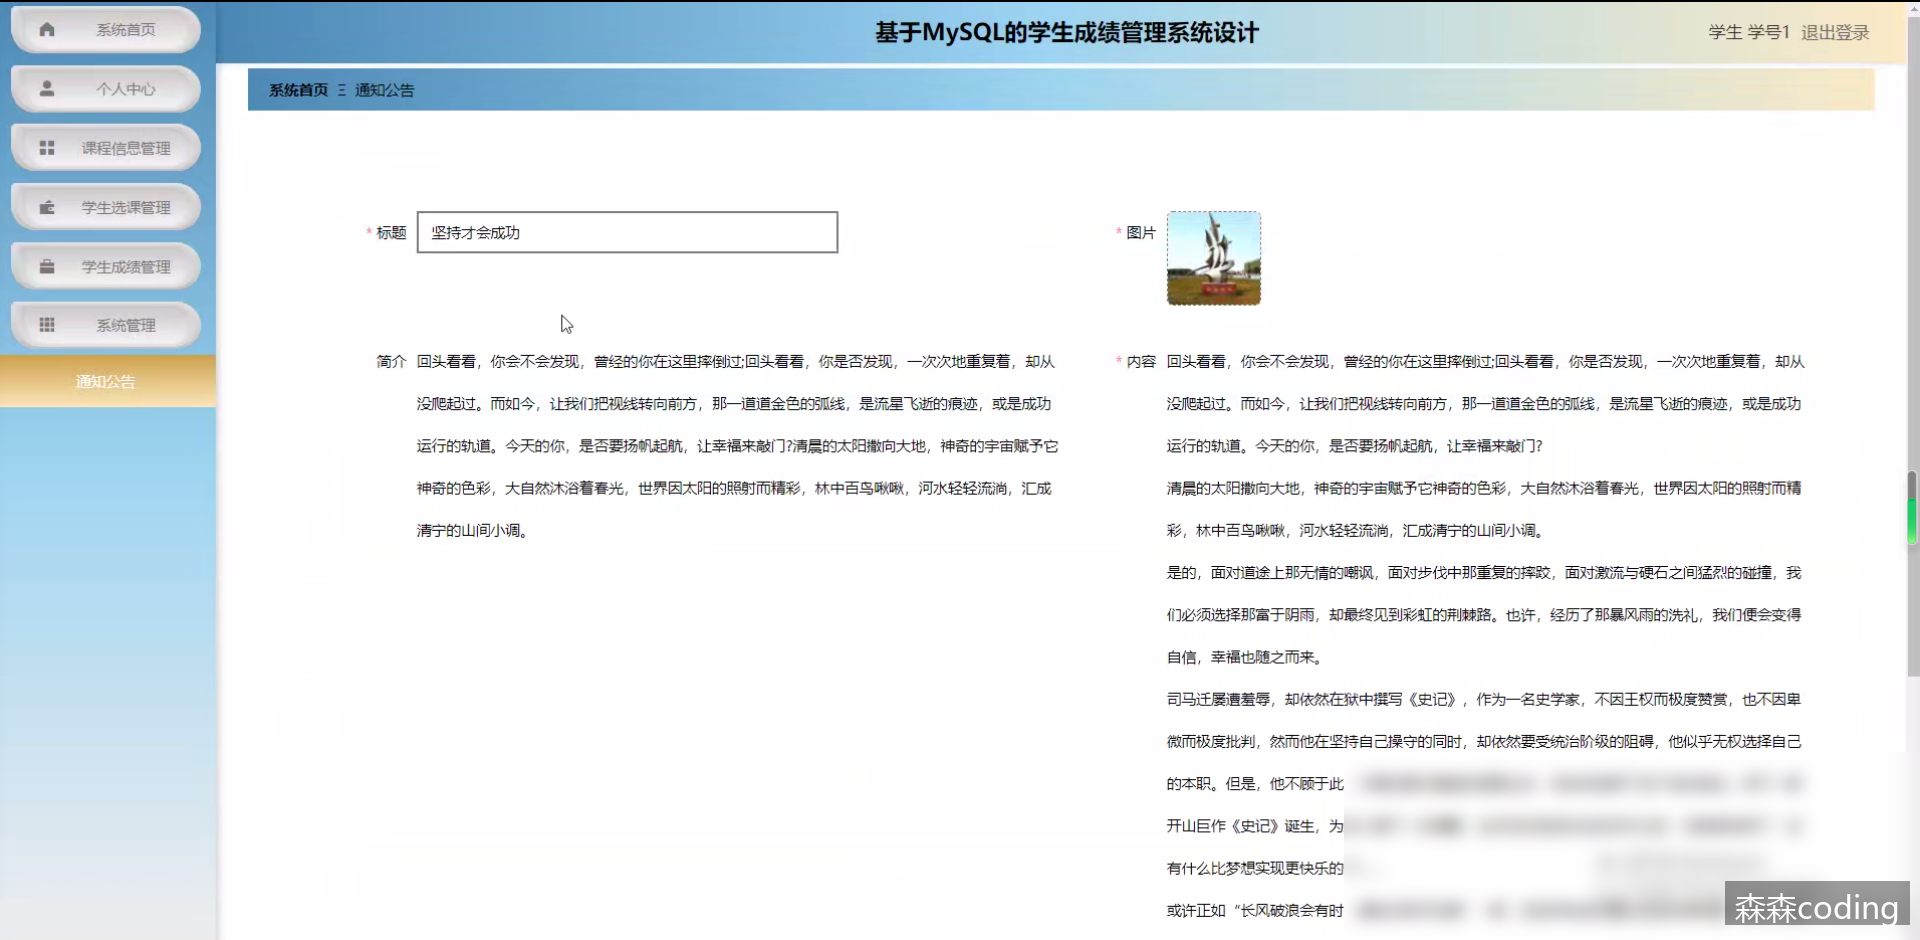 系统首页
个人中心
课程信息管理
学生选课管理
学生成绩管理
系统管理
通知公告
基于MySQL的学生成绩管理系统设计
学生 学号1 退出登录
系统首页 Ξ 通知公告
* 标题 坚持才会成功
* 图片
简介 回头看看，你会不会发现，曾经的你在这里摔倒过;回头看看，你是否发现，一次次地重复着，却从
没爬起过。而如今，让我们把视线转向前方，那一道道金色的弧线，是流星飞逝的痕迹，或是成功
运行的轨道。今天的你，是否要扬帆起航，让幸福来敲门?清晨的太阳撒向大地，神奇的宇宙赋予它
神奇的色彩，大自然沐浴着春光，世界因太阳的照射而精彩，林中百鸟啾啾，河水轻轻流淌，汇成
清宁的山间小调。
* 内容 回头看看，你会不会发现，曾经的你在这里摔倒过;回头看看，你是否发现，一次次地重复着，却从
没爬起过。而如今，让我们把视线转向前方，那一道道金色的弧线，是流星飞逝的痕迹，或是成功
运行的轨道。今天的你，是否要扬帆起航，让幸福来敲门?
清晨的太阳撒向大地，神奇的宇宙赋予它神奇的色彩，大自然沐浴着春光，世界因太阳的照射而精
彩，林中百鸟啾啾，河水轻轻流淌，汇成清宁的山间小调。
是的，面对道途上那无情的嘲讽，面对步伐中那重复的摔跤，面对激流与硬石之间猛烈的碰撞，我
们必须选择那富于阴雨，却最终见到彩虹的荆棘路。也许，经历了那暴风雨的洗礼，我们便会变得
自信，幸福也随之而来。
司马迁屡遭羞辱，却依然在狱中撰写《史记》，作为一名史学家，不因王权而极度赞赏，也不因卑
微而极度批判，然而他在坚持自己操守的同时，却依然要受统治阶级的阻碍，他似乎无权选择自己
的本职。但是，他不顾于此
开山巨作《史记》诞生，为
有什么比梦想实现更快乐的
或许正如“长风破浪会有时
森森coding